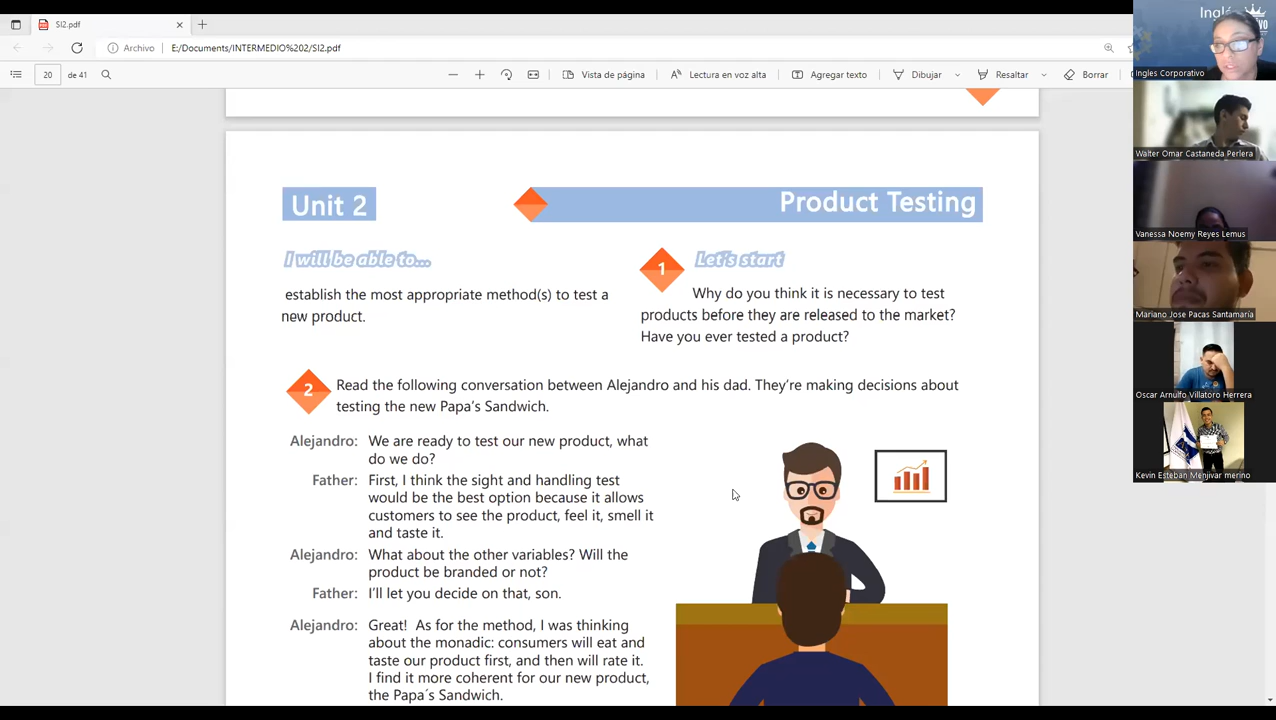 SI2.pdf
Archivo
E:/Documents/INTERMEDIO%202/SI2.pdf
20 de 41
Vista de página
Lectura en voz alta
Agregar texto
Dibujar
Resaltar
Borrar
Unit 2
Product Testing
I will be able to...
establish the most appropriate method(s) to test a
new product.
1
Let's start
Why do you think it is necessary to test
products before they are released to the market?
Have you ever tested a product?
2
Read the following conversation between Alejandro and his dad. They're making decisions about
testing the new Papa's Sandwich.
Alejandro: We are ready to test our new product, what
do we do?
Father: First, I think the sight and handling test
would be the best option because it allows
customers to see the product, feel it, smell it
and taste it.
Alejandro: What about the other variables? Will the
product be branded or not?
Father: I'll let you decide on that, son.
Alejandro: Great! As for the method, I was thinking
about the monadic: consumers will eat and
taste our product first, and then will rate it.
I find it more coherent for our new product,
the Papa´s Sandwich.
Ingles Corporativo
Walter Omar Castaneda Perlera
Vanessa Noemy Reyes Lemus
Mariano Jose Pacas Santamaría
Oscar Arnulfo Villatoro Herrera
Kevin Esteban Menjivar merino